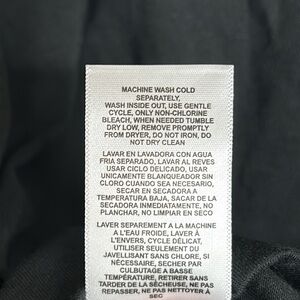 MACHINE WASH COLD
SEPARATELY,
WASH INSIDE OUT, USE GENTLE
CYCLE, ONLY NON-CHLORINE
BLEACH, WHEN NEEDED TUMBLE
DRY LOW, REMOVE PROMPTLY
FROM DRYER, DO NOT IRON, DO
NOT DRY CLEAN
LAVAR EN LAVADORA CON AGUA
FRIA SEPARADO, LAVAR AL REVES
USAR CICLO DELICADO, USAR
UNICAMENTE BLANQUEADOR SIN
CLORO CUANDO SEA NECESARIO,
SECAR EN SECADORA A
TEMPERATURA BAJA, SACAR DE LA
SECADORA INMEDIATAMENTE, NO
PLANCHAR, NO LIMPIAR EN SECO
LAVER SEPAREMENT A LA MACHINE
A L'EAU FROIDE, LAVER À
L'ENVERS, CYCLE DÉLICAT,
UTILISER SEULEMENT DU
JAVELLISANT SANS CHLORE, SI
NÉCESSAIRE, SÉCHER PAR
CULBUTAGE A BASSE
TEMPÉRATURE, RETIRER SANS
TARDER DE LA SÉCHEUSE, NE PAS
REPASSER, NE PAS NETTOYER À
SEC